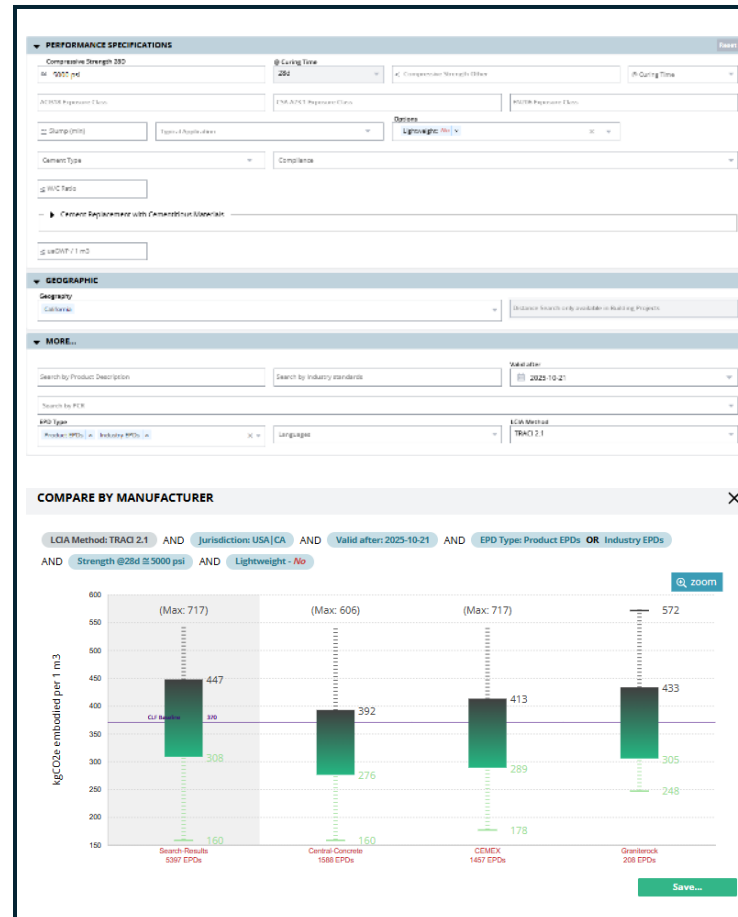 PERFORMANCE SPECIFICATIONS
Reset
Compressive Strength 28D
@ Curing Time
≅ 5000 psi
28d
Compressive Strength Other
@ Curing Time
ACI318 Exposure Class
CSA A23.1 Exposure Class
EN206 Exposure Class
Options
Slump (min)
Typical Application
Lightweight: No
Cement Type
Compliance
≤ W/C Ratio
Cement Replacement with Cementitious Materials
≤ ueGWP / 1 m3
GEOGRAPHIC
Geography
California
Distance Search only available in Building Projects
MORE...
Valid after
Search by Product Description
Search by Industry standards
2025-10-21
Search by PCR
EPD Type
LCIA Method
Product EPDs
Industry EPDs
Languages
TRACI 2.1
COMPARE BY MANUFACTURER
LCIA Method: TRACI 2.1 AND Jurisdiction: USA|CA AND Valid after: 2025-10-21 AND EPD Type: Product EPDs OR Industry EPDs
AND Strength @28d ≅ 5000 psi AND Lightweight - No
zoom
kgCO2e embodied per 1 m3
600
550
500
450
400
350
300
250
200
150
(Max: 717)
447
CLF Baseline 370
308
160
Search Results
5397 EPDs
(Max: 606)
392
276
160
Central Concrete
1588 EPDs
(Max: 717)
413
289
178
CEMEX
1457 EPDs
572
433
305
248
Graniterock
208 EPDs
Save...